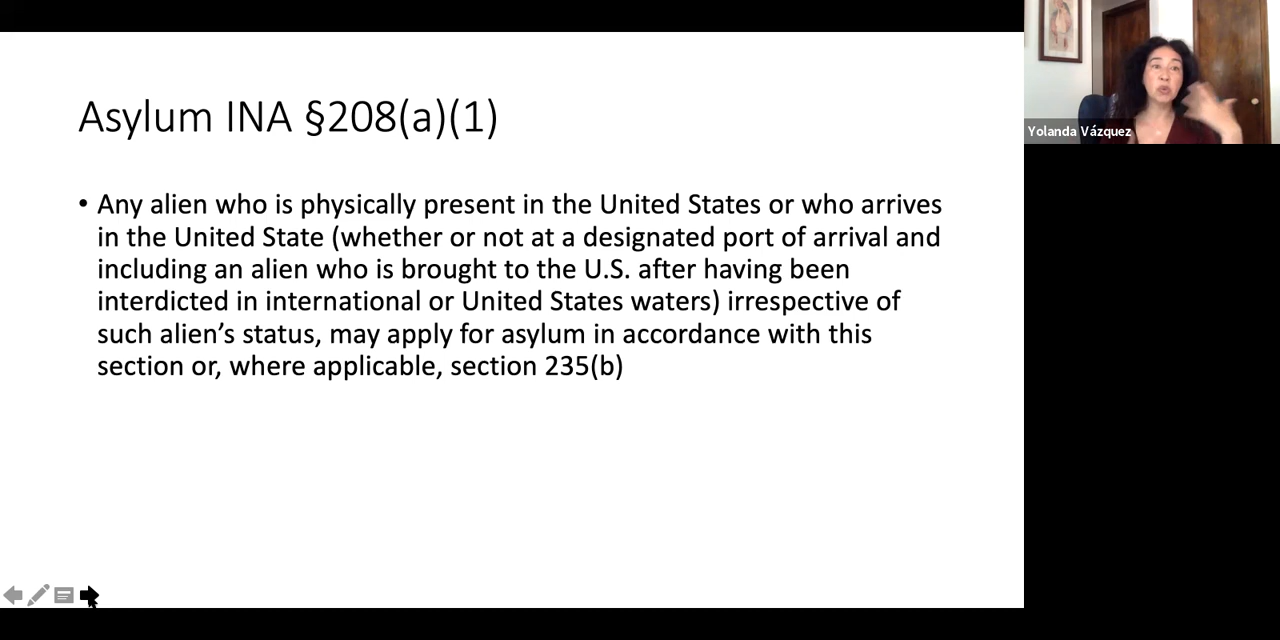 Asylum INA §208(a)(1)
• Any alien who is physically present in the United States or who arrives
in the United State (whether or not at a designated port of arrival and
including an alien who is brought to the U.S. after having been
interdicted in international or United States waters) irrespective of
such alien’s status, may apply for asylum in accordance with this
section or, where applicable, section 235(b)
Yolanda Vázquez